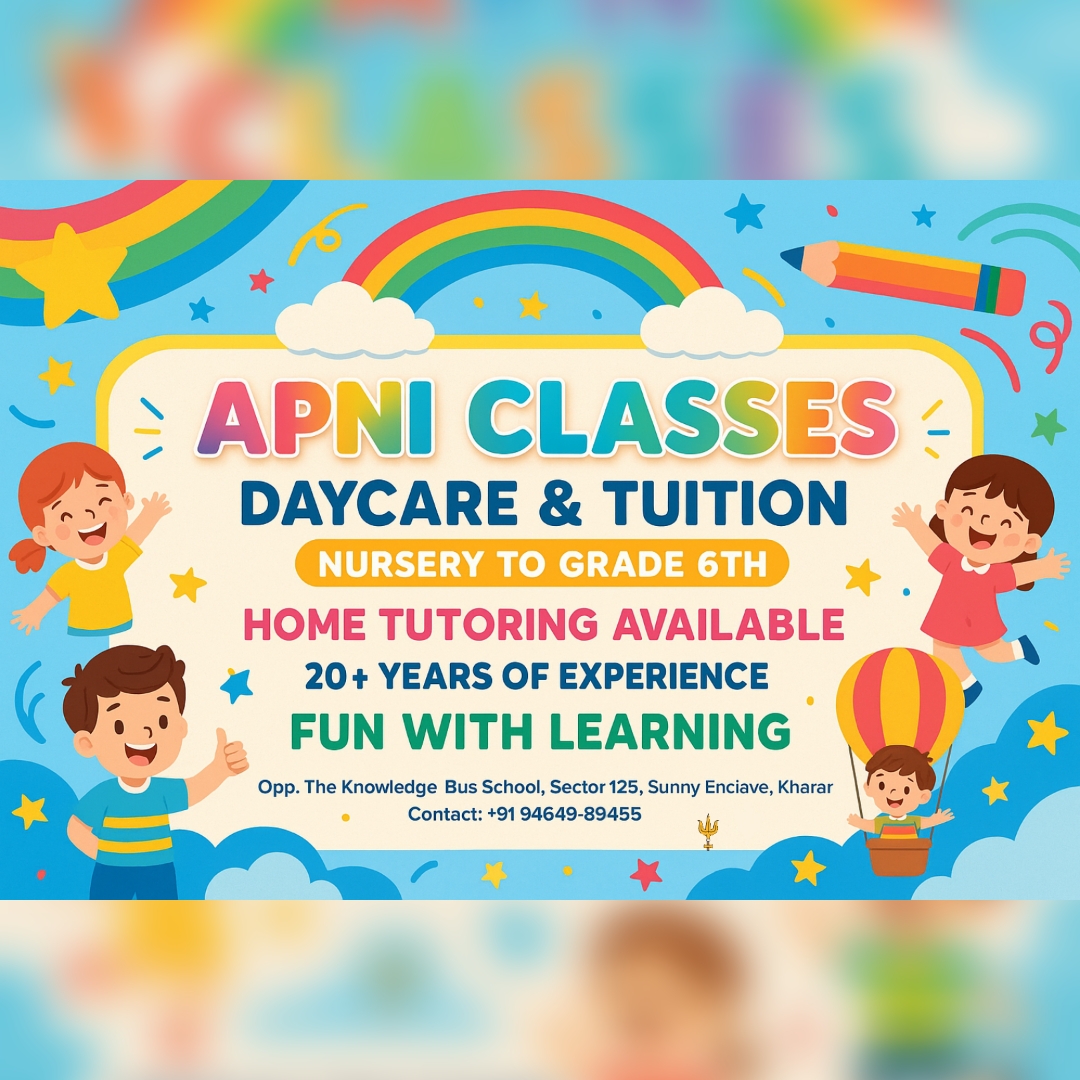 APNI CLASSES
DAYCARE & TUITION
NURSERY TO GRADE 6TH
HOME TUTORING AVAILABLE
20+ YEARS OF EXPERIENCE
FUN WITH LEARNING
Opp. The Knowledge Bus School, Sector 125, Sunny Enciave, Kharar
Contact: +91 94649-89455